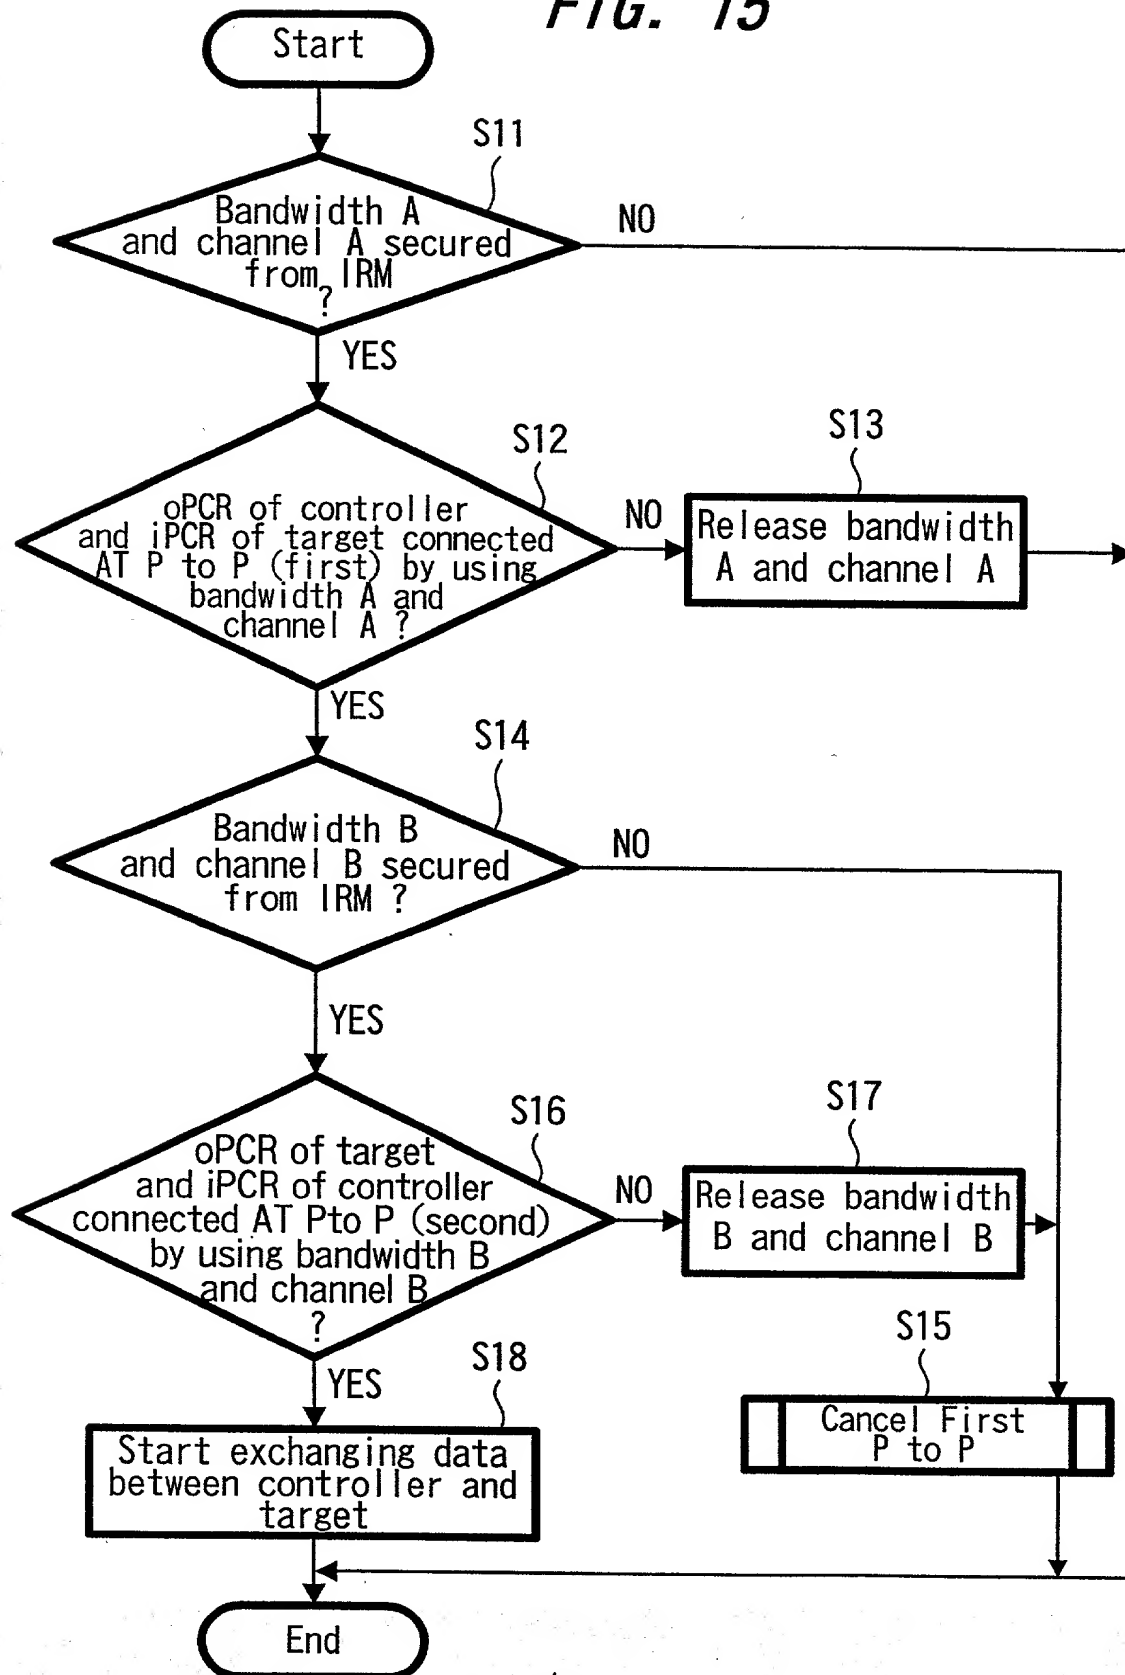 FIG. 15
Start
S11
Bandwidth A
and channel A secured
from IRM
?
NO
YES
S12
oPCR of controller
and iPCR of target connected
AT P to P (first) by using
bandwidth A and
channel A ?
NO
S13
Release bandwidth
A and channel A
YES
S14
Bandwidth B
and channel B secured
from IRM ?
NO
YES
S16
oPCR of target
and iPCR of controller
connected AT Pto P (second)
by using bandwidth B
and channel B
?
NO
S17
Release bandwidth
B and channel B
YES
S15
Cancel First
P to P
S18
Start exchanging data
between controller and
target
End